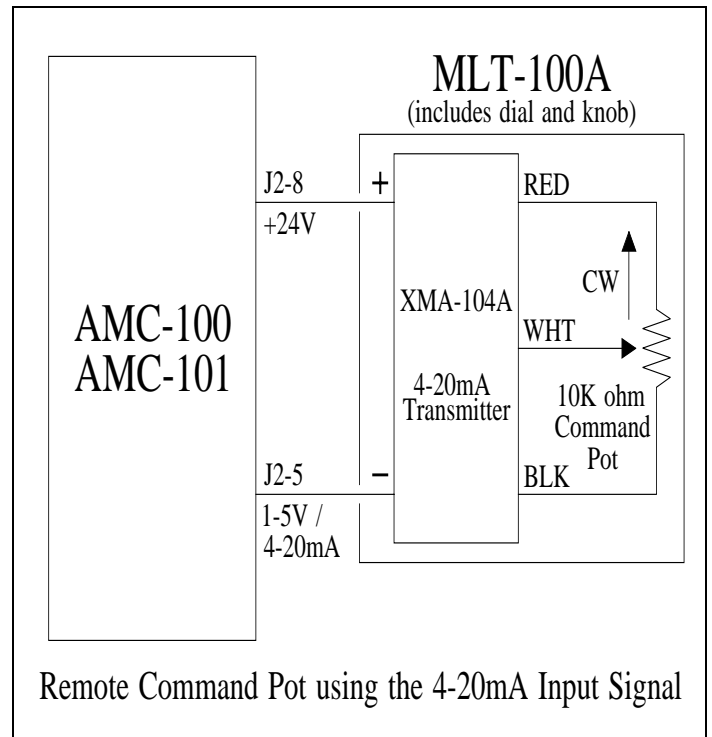 MLT-100A
(includes dial and knob)
J2-8
+24V
+
RED
CW
XMA-104A
WHT
AMC-100
AMC-101
4-20mA
Transmitter
10K ohm
Command
Pot
J2-5
1-5V /
4-20mA
−
BLK
Remote Command Pot using the 4-20mA Input Signal